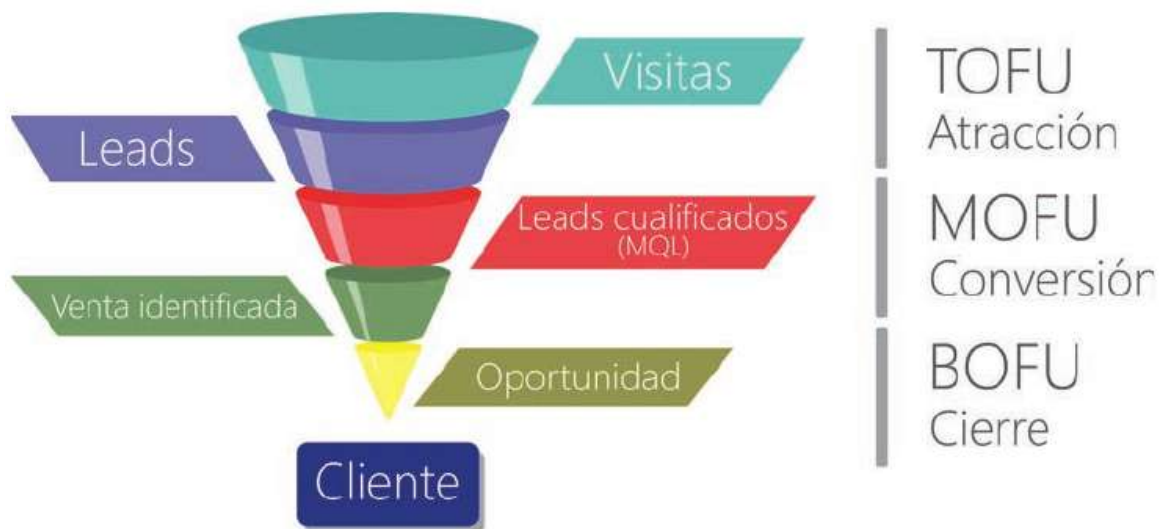 Visitas
Leads
Leads cualificados
(MQL)
Venta identificada
Oportunidad
Cliente
TOFU
Atracción
MOFU
Conversión
BOFU
Cierre